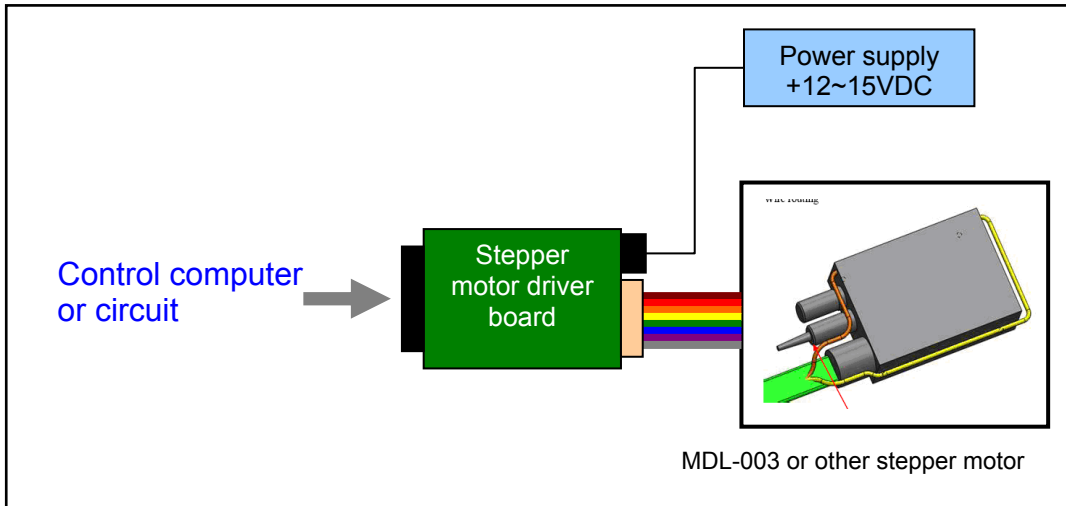 Power supply
+12~15VDC
Control computer
or circuit
Stepper
motor driver
board
MDL-003 or other stepper motor